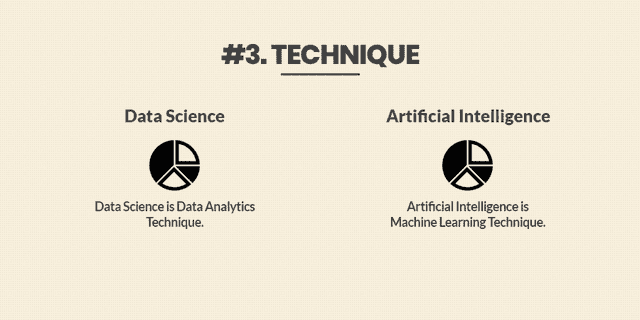 #3. TECHNIQUE
Data Science
Data Science is Data Analytics
Technique.
Artificial Intelligence
Artificial Intelligence is
Machine Learning Technique.